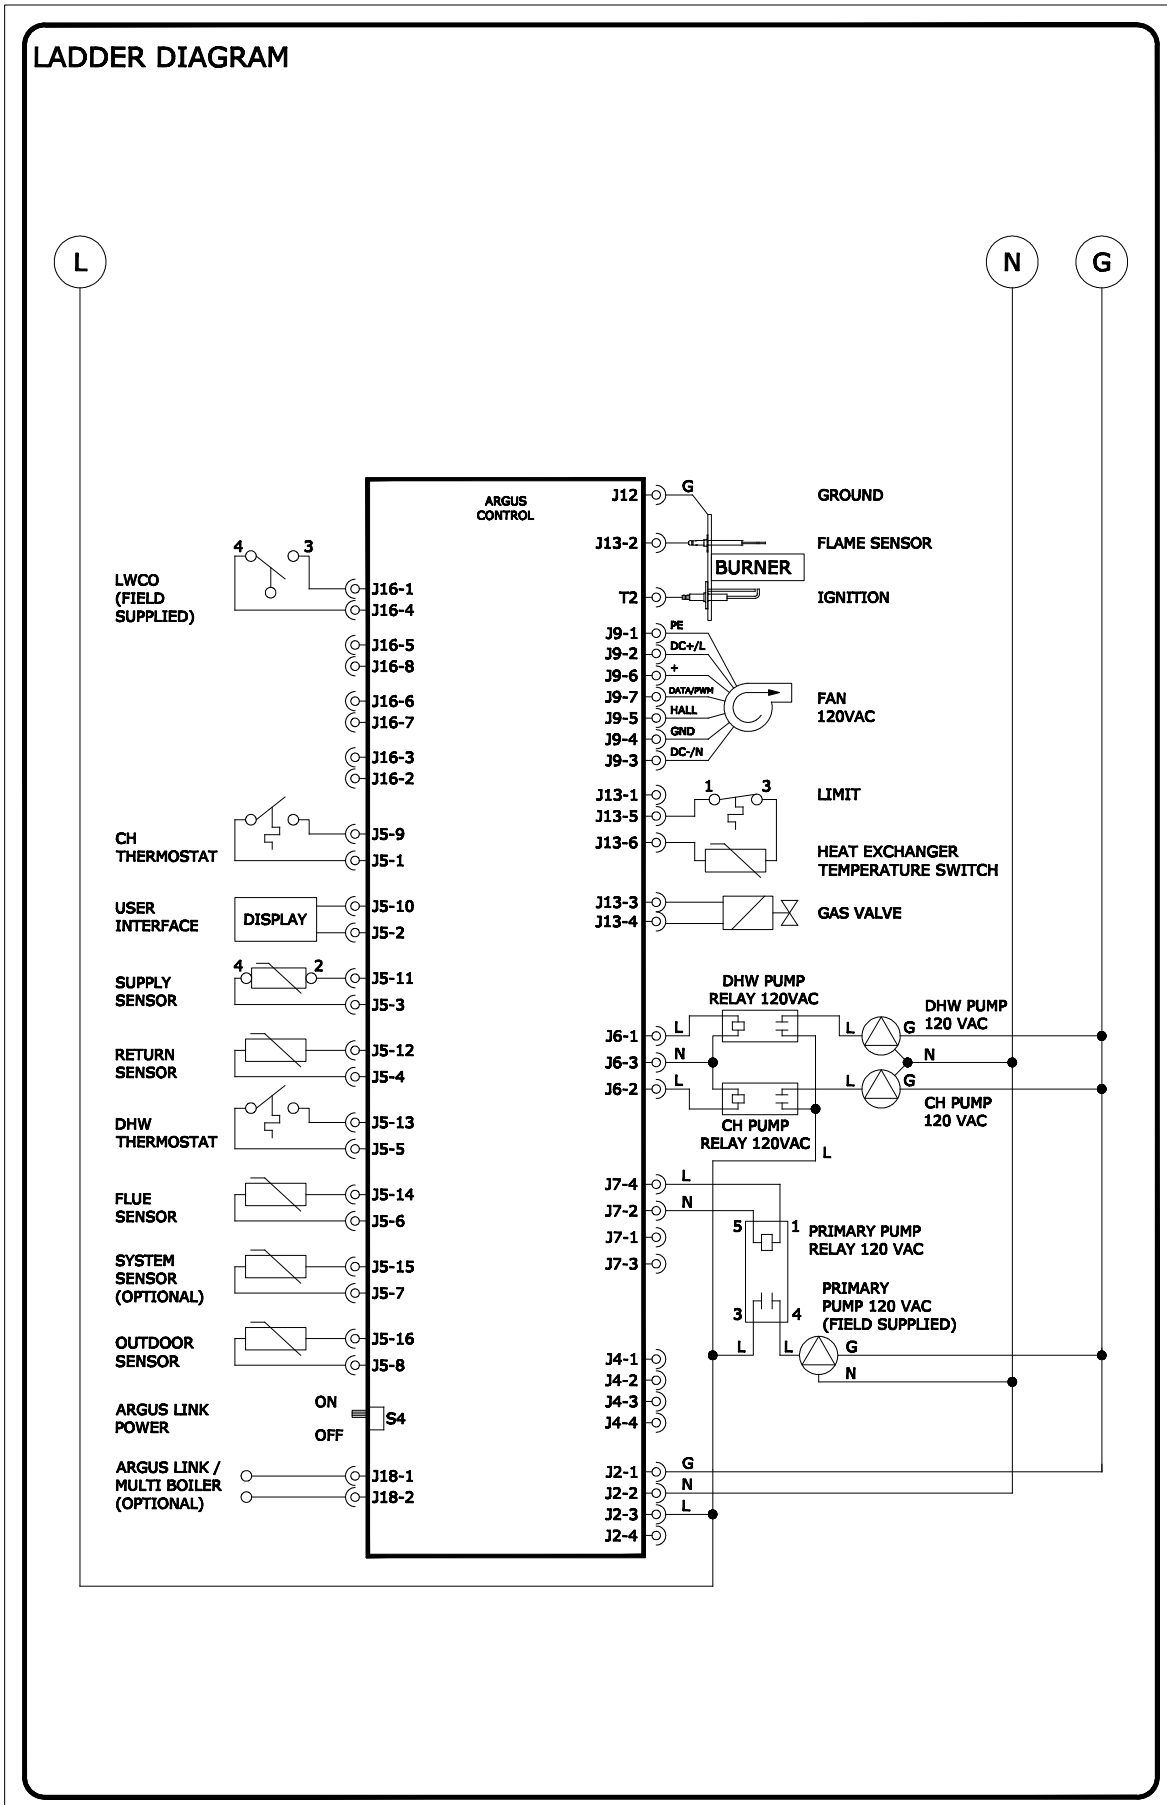 LADDER DIAGRAM
L
N
G
ARGUS
CONTROL
LWCO
(FIELD
SUPPLIED)
4
3
J16-1
J16-4
J16-5
J16-8
J16-6
J16-7
J16-3
J16-2
CH
THERMOSTAT
J5-9
J5-1
USER
INTERFACE
DISPLAY
J5-10
J5-2
SUPPLY
SENSOR
4
2
J5-11
J5-3
RETURN
SENSOR
J5-12
J5-4
DHW
THERMOSTAT
J5-13
J5-5
FLUE
SENSOR
J5-14
J5-6
SYSTEM
SENSOR
(OPTIONAL)
J5-15
J5-7
OUTDOOR
SENSOR
J5-16
J5-8
ARGUS LINK
POWER
ON
OFF
S4
ARGUS LINK /
MULTI BOILER
(OPTIONAL)
J18-1
J18-2
J12
G
GROUND
J13-2
FLAME SENSOR
BURNER
T2
IGNITION
J9-1
PE
J9-2
DC+/L
J9-6
+
J9-7
DATA/PWM
J9-5
HALL
J9-4
GND
J9-3
DC-/N
FAN
120VAC
J13-1
J13-5
J13-6
1
3
LIMIT
HEAT EXCHANGER
TEMPERATURE SWITCH
J13-3
J13-4
GAS VALVE
DHW PUMP
RELAY 120VAC
DHW PUMP
120 VAC
J6-1
L
L
G
J6-3
N
N
J6-2
L
L
G
CH PUMP
RELAY 120VAC
CH PUMP
120 VAC
L
J7-4
L
J7-2
N
J7-1
J7-3
5
1
PRIMARY PUMP
RELAY 120 VAC
3
4
PRIMARY
PUMP 120 VAC
(FIELD SUPPLIED)
L
L
G
N
J4-1
J4-2
J4-3
J4-4
J2-1
G
J2-2
N
J2-3
L
J2-4